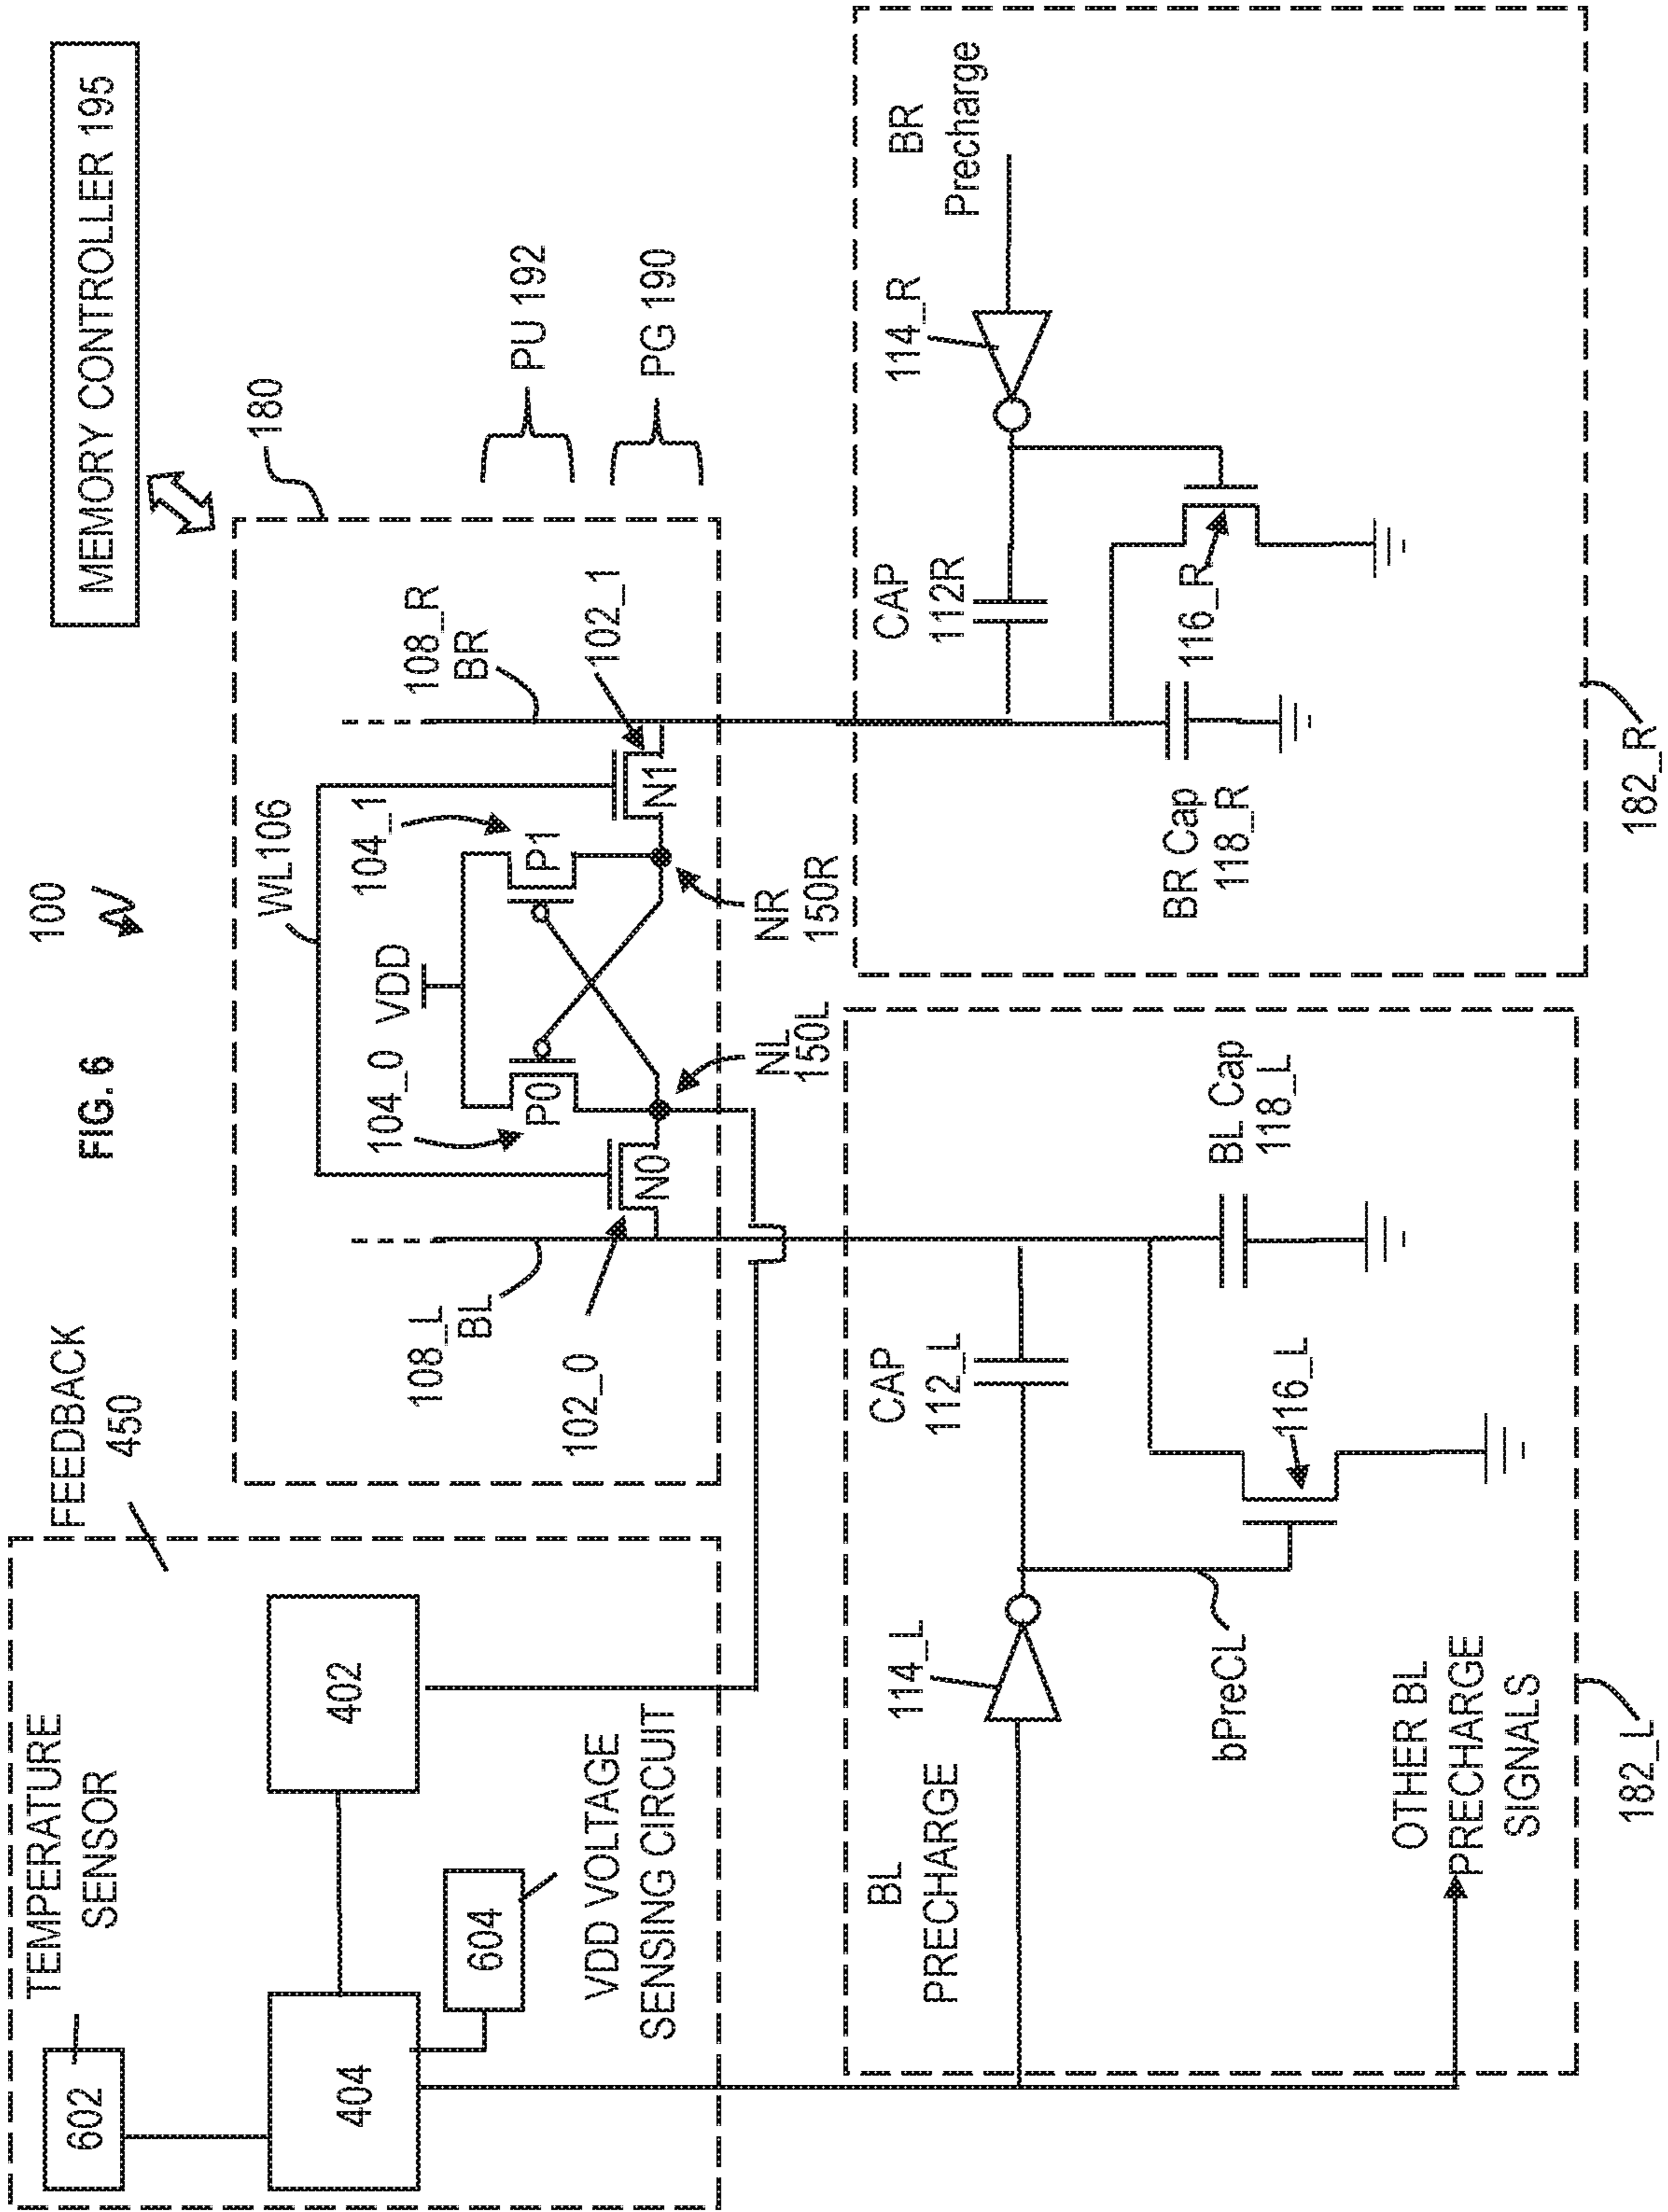 FIG. 6
100
MEMORY CONTROLLER 195
TEMPERATURE
SENSOR
602
404
402
604
VDD VOLTAGE
SENSING CIRCUIT
FEEDBACK
450
180
WL106
108_L
BL
102_0
N0
104_0
P0
VDD
104_1
P1
N1
108_R
BR
102_1
PU 192
PG 190
NL
150L
NR
150R
BL
PRECHARGE
114_L
CAP
112_L
bPreCL
116_L
BL Cap
118_L
OTHER BL
PRECHARGE
SIGNALS
182_L
BR Cap
118_R
CAP
112R
116_R
114_R
BR
Precharge
182_R